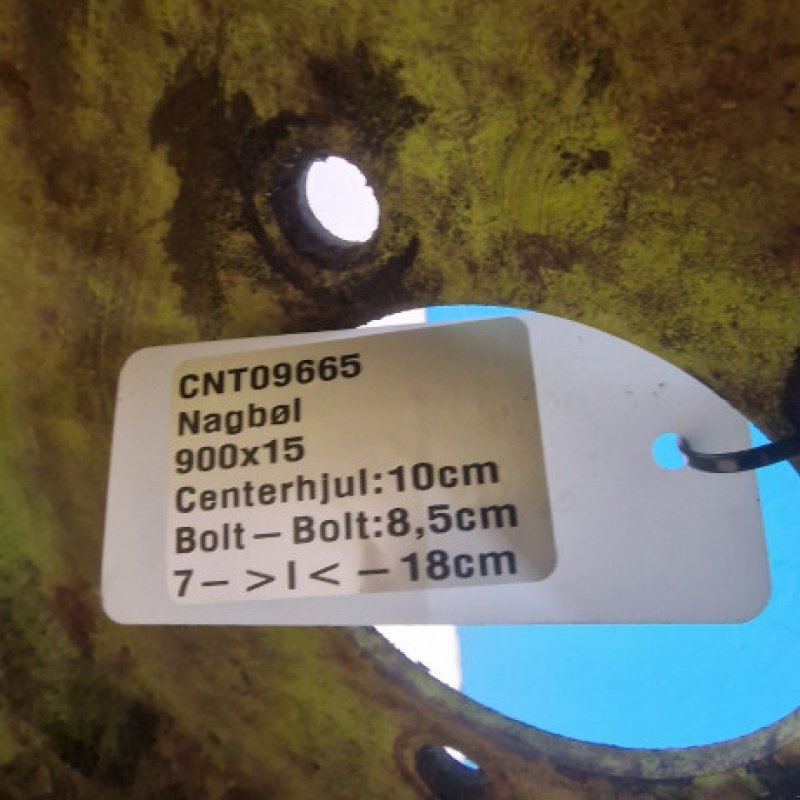 CNT09665
Nagbøl
900x15
Centerhjul:10cm
Bolt – Bolt:8,5cm
7– >|< –18cm